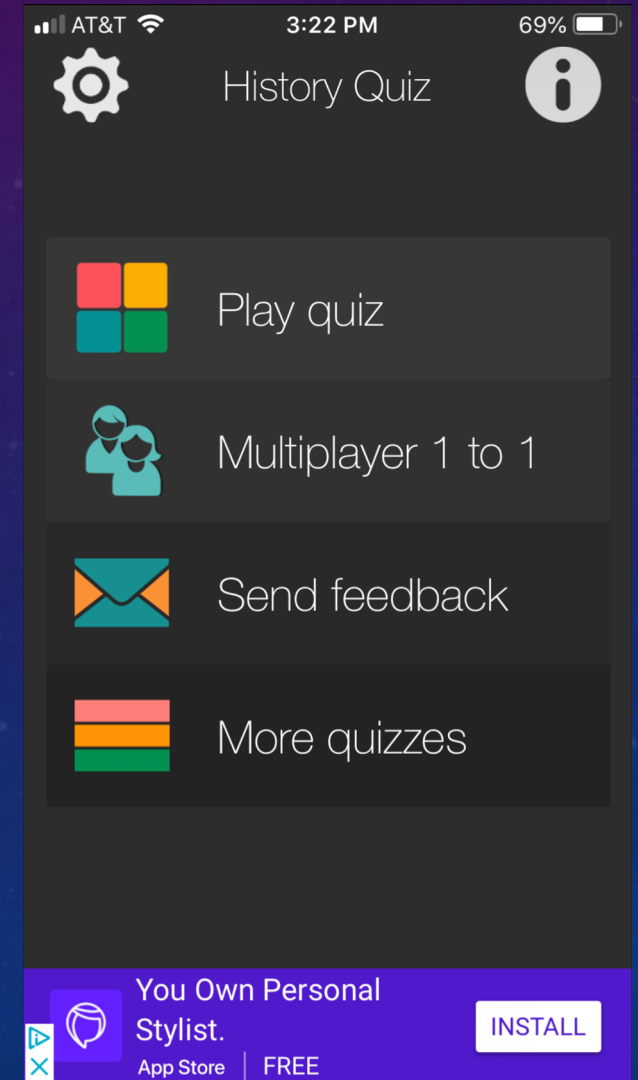 AT&T 3:22 PM 69%
History Quiz
Play quiz
Multiplayer 1 to 1
Send feedback
More quizzes
You Own Personal
Stylist.
INSTALL
App Store FREE